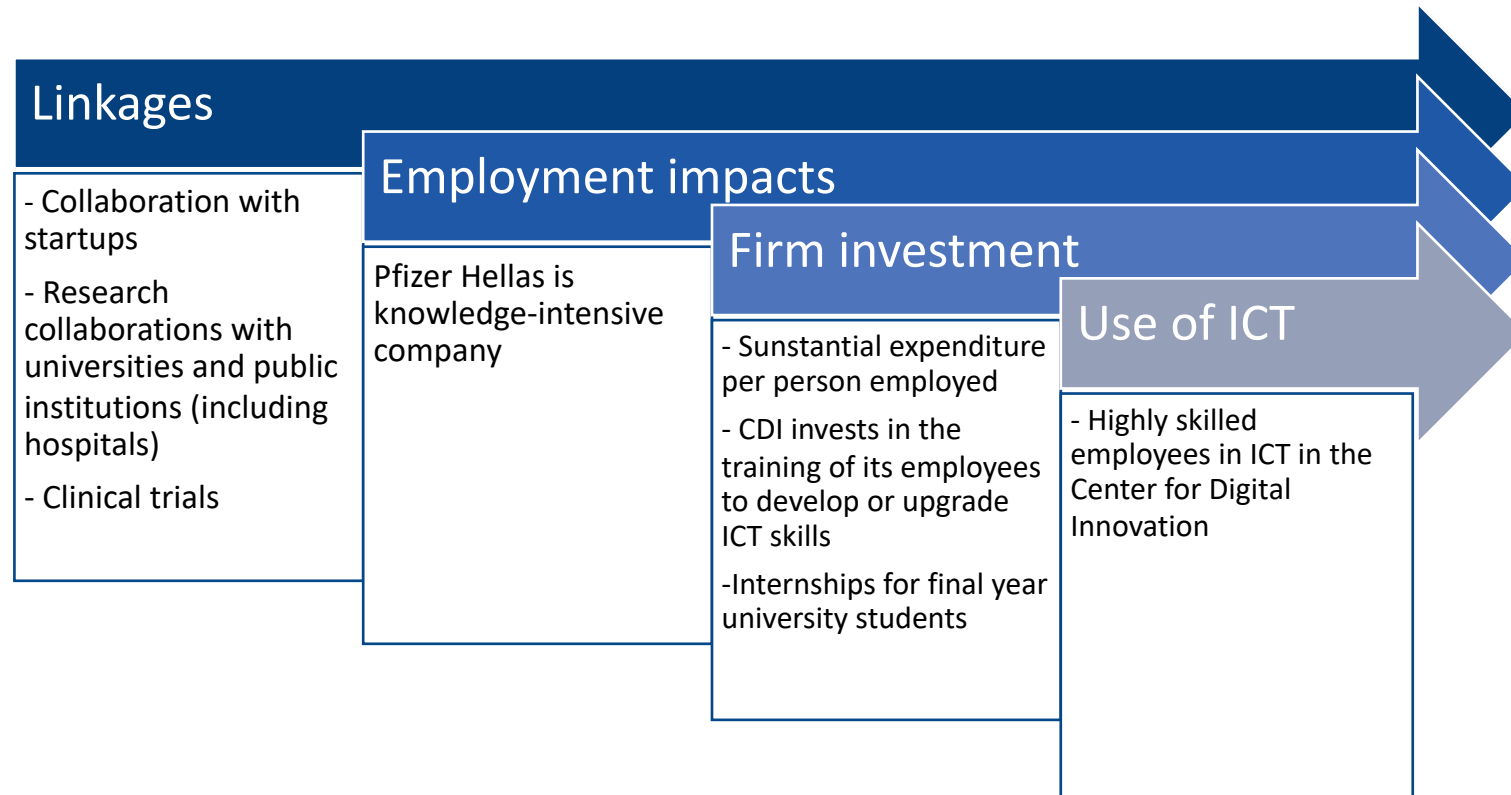 Linkages
- Collaboration with
startups
- Research
collaborations with
universities and public
institutions (including
hospitals)
- Clinical trials
Employment impacts
Pfizer Hellas is
knowledge-intensive
company
Firm investment
- Sunstantial expenditure
per person employed
- CDI invests in the
training of its employees
to develop or upgrade
ICT skills
-Internships for final year
university students
Use of ICT
- Highly skilled
employees in ICT in the
Center for Digital
Innovation